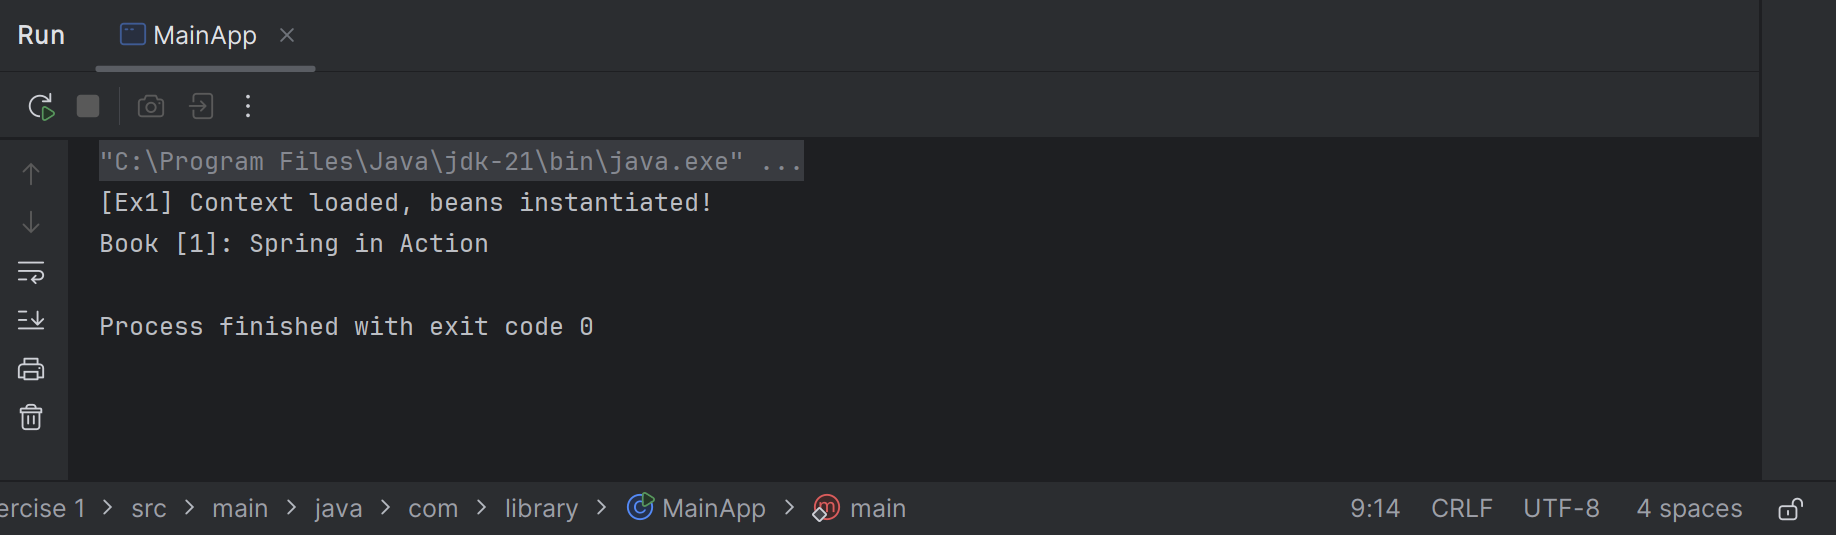 Run MainApp
"C:\Program Files\Java\jdk-21\bin\java.exe" ...
[Ex1] Context loaded, beans instantiated!
Book [1]: Spring in Action
Process finished with exit code 0
ercise 1 > src > main > java > com > library > MainApp > main 9:14 CRLF UTF-8 4 spaces